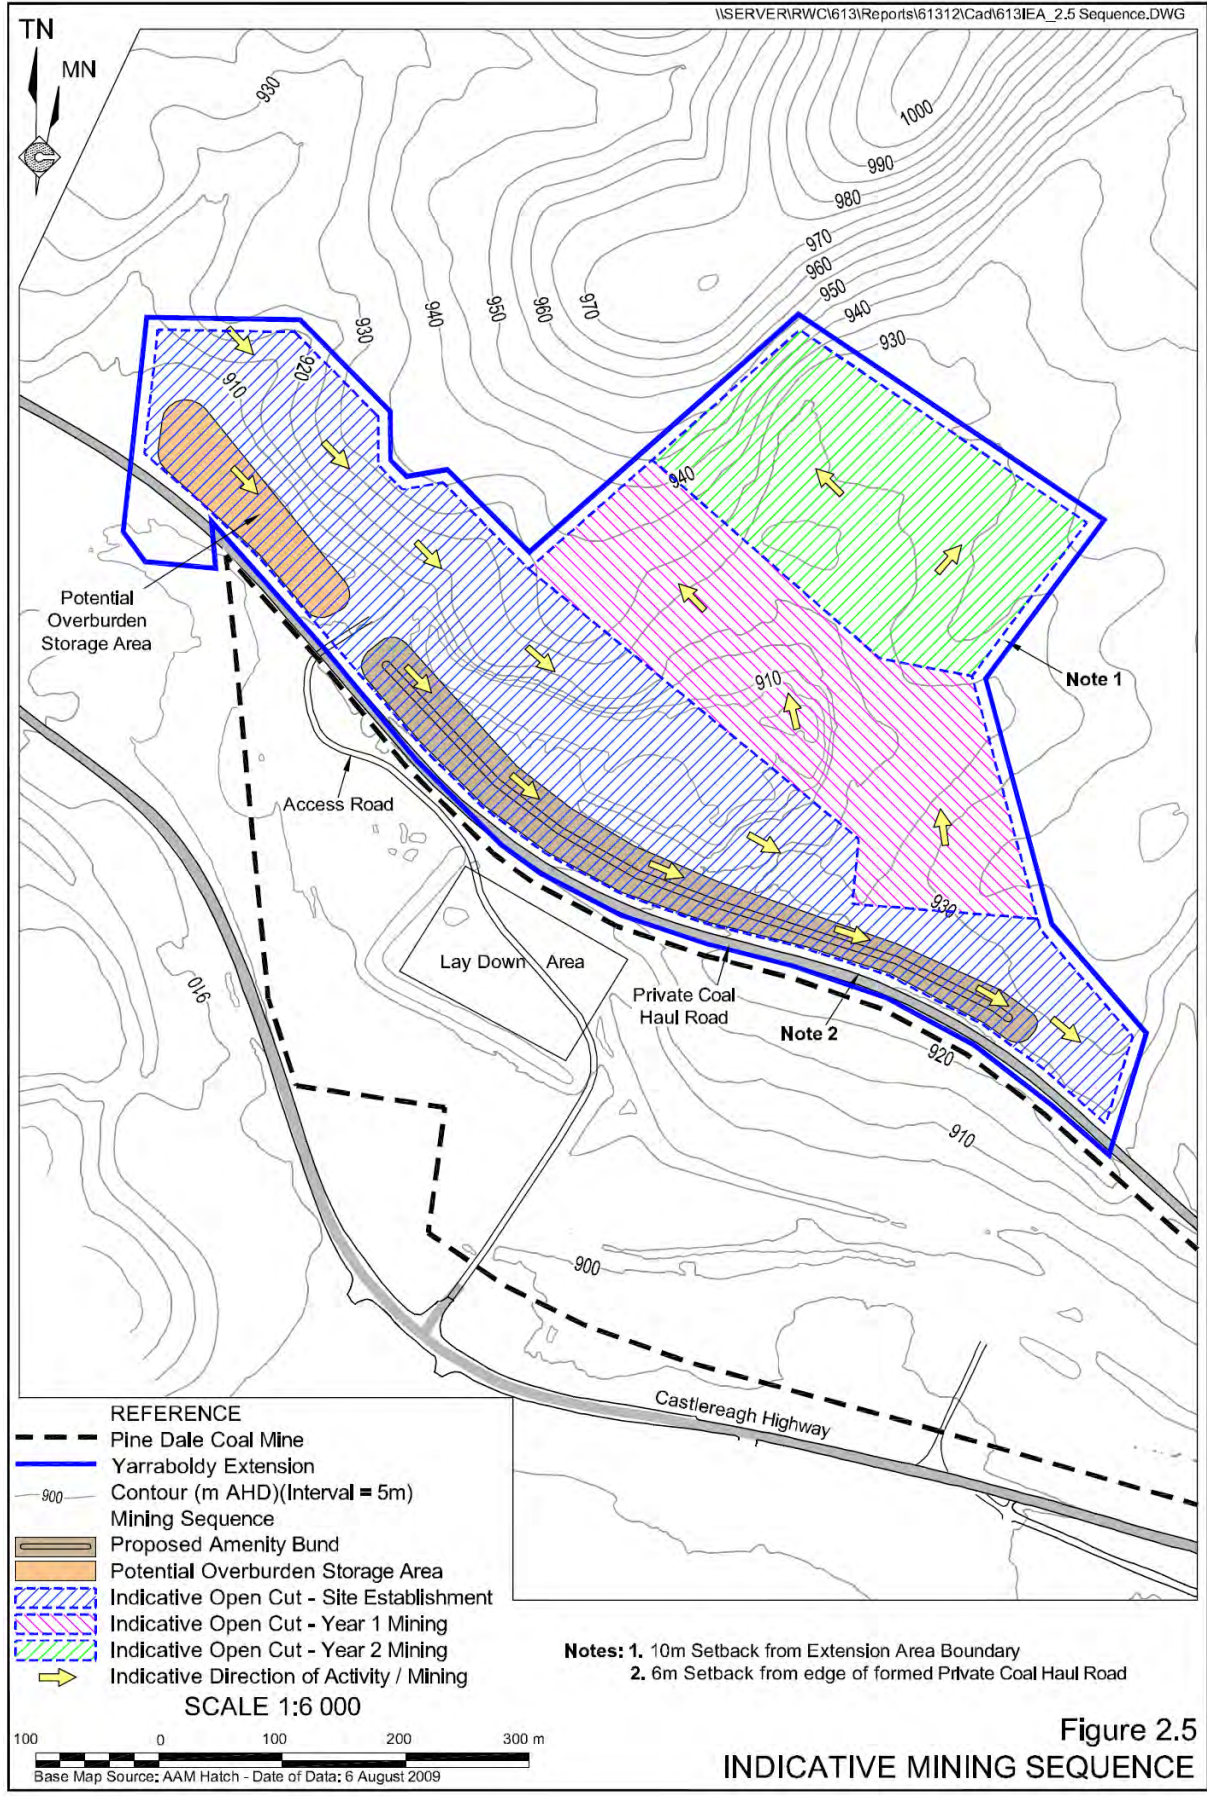 \\SERVER\RWC\613\Reports\61312\Cad\613IEA_2.5 Sequence.DWG
TN
MN
930
1000
990
980
970
960
950
940
930
970
960
950
940
930
920
910
940
Potential
Overburden
Storage Area
Note 1
910
Access Road
930
Lay Down Area
Private Coal
Haul Road
Note 2
910
920
910
900
Castlereagh Highway
REFERENCE
Pine Dale Coal Mine
Yarraboldy Extension
900
Contour (m AHD)(Interval = 5m)
Mining Sequence
Proposed Amenity Bund
Potential Overburden Storage Area
Indicative Open Cut - Site Establishment
Indicative Open Cut - Year 1 Mining
Indicative Open Cut - Year 2 Mining
Indicative Direction of Activity / Mining
Notes: 1. 10m Setback from Extension Area Boundary
2. 6m Setback from edge of formed Private Coal Haul Road
SCALE 1:6 000
100 0 100 200 300 m
Base Map Source: AAM Hatch - Date of Data: 6 August 2009
Figure 2.5
INDICATIVE MINING SEQUENCE